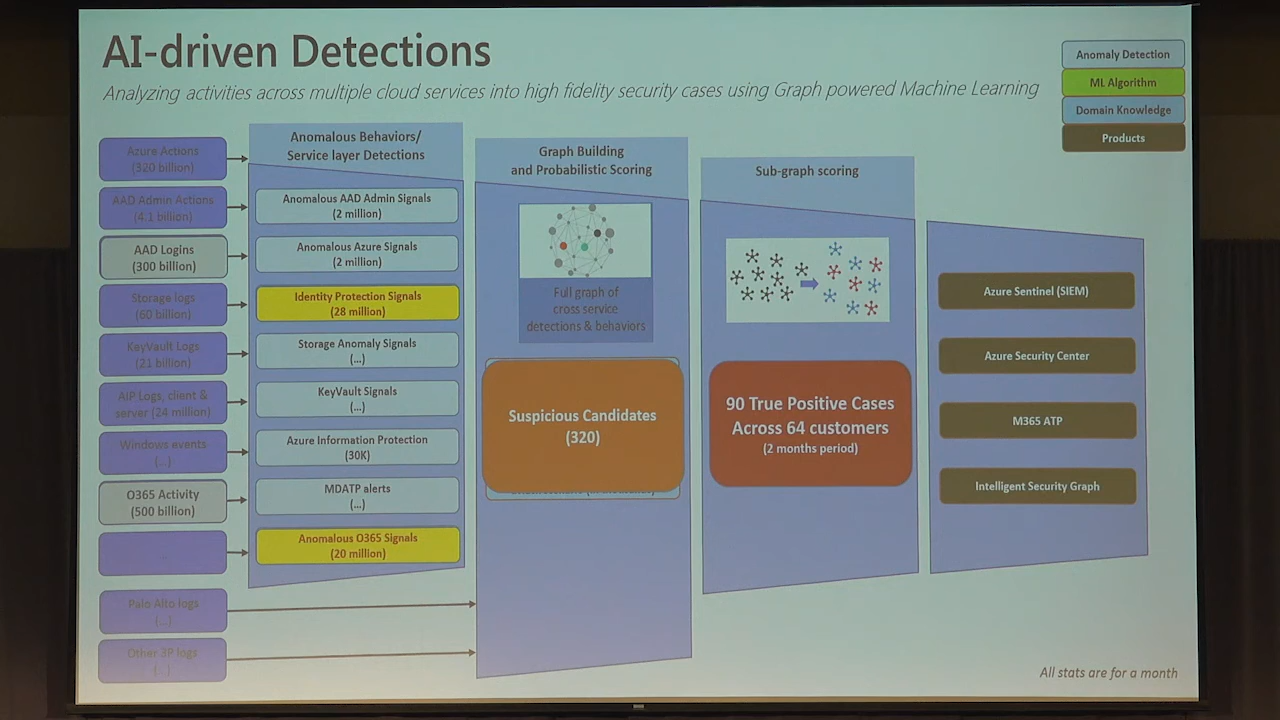 AI-driven Detections
Analyzing activities across multiple cloud services into high fidelity security cases using Graph powered Machine Learning
Anomaly Detection
ML Algorithm
Domain Knowledge
Products
Azure Actions
(320 billion)
AAD Admin Actions
(4.1 billion)
AAD Logins
(300 billion)
Storage logs
(60 billion)
KeyVault Logs
(21 billion)
AIP Logs, client &
server (24 million)
Windows events
(...)
O365 Activity
(500 billion)
...
Palo Alto logs
(...)
Other 3P logs
(...)
Anomalous Behaviors/
Service layer Detections
Anomalous AAD Admin Signals
(2 million)
Anomalous Azure Signals
(2 million)
Identity Protection Signals
(28 million)
Storage Anomaly Signals
(...)
KeyVault Signals
(...)
Azure Information Protection
(30K)
MDATP alerts
(...)
Anomalous O365 Signals
(20 million)
Graph Building
and Probabilistic Scoring
Full graph of
cross service
detections & behaviors
Suspicious Candidates
(320)
Sub-graph scoring
90 True Positive Cases
Across 64 customers
(2 months period)
Azure Sentinel (SIEM)
Azure Security Center
M365 ATP
Intelligent Security Graph
All stats are for a month